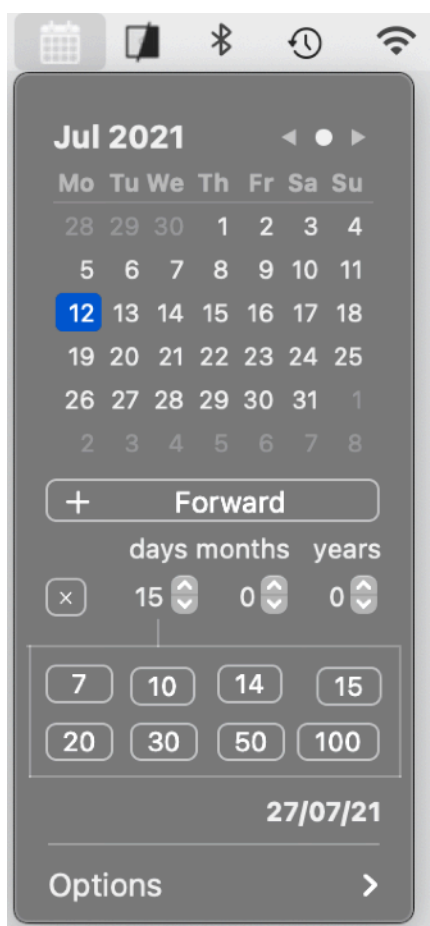 Jul 2021
Mo Tu We Th Fr Sa Su
28 29 30 1 2 3 4
5 6 7 8 9 10 11
12 13 14 15 16 17 18
19 20 21 22 23 24 25
26 27 28 29 30 31 1
2 3 4 5 6 7 8
+ Forward
days months years
× 15 0 0
7 10 14 15
20 30 50 100
27/07/21
Options